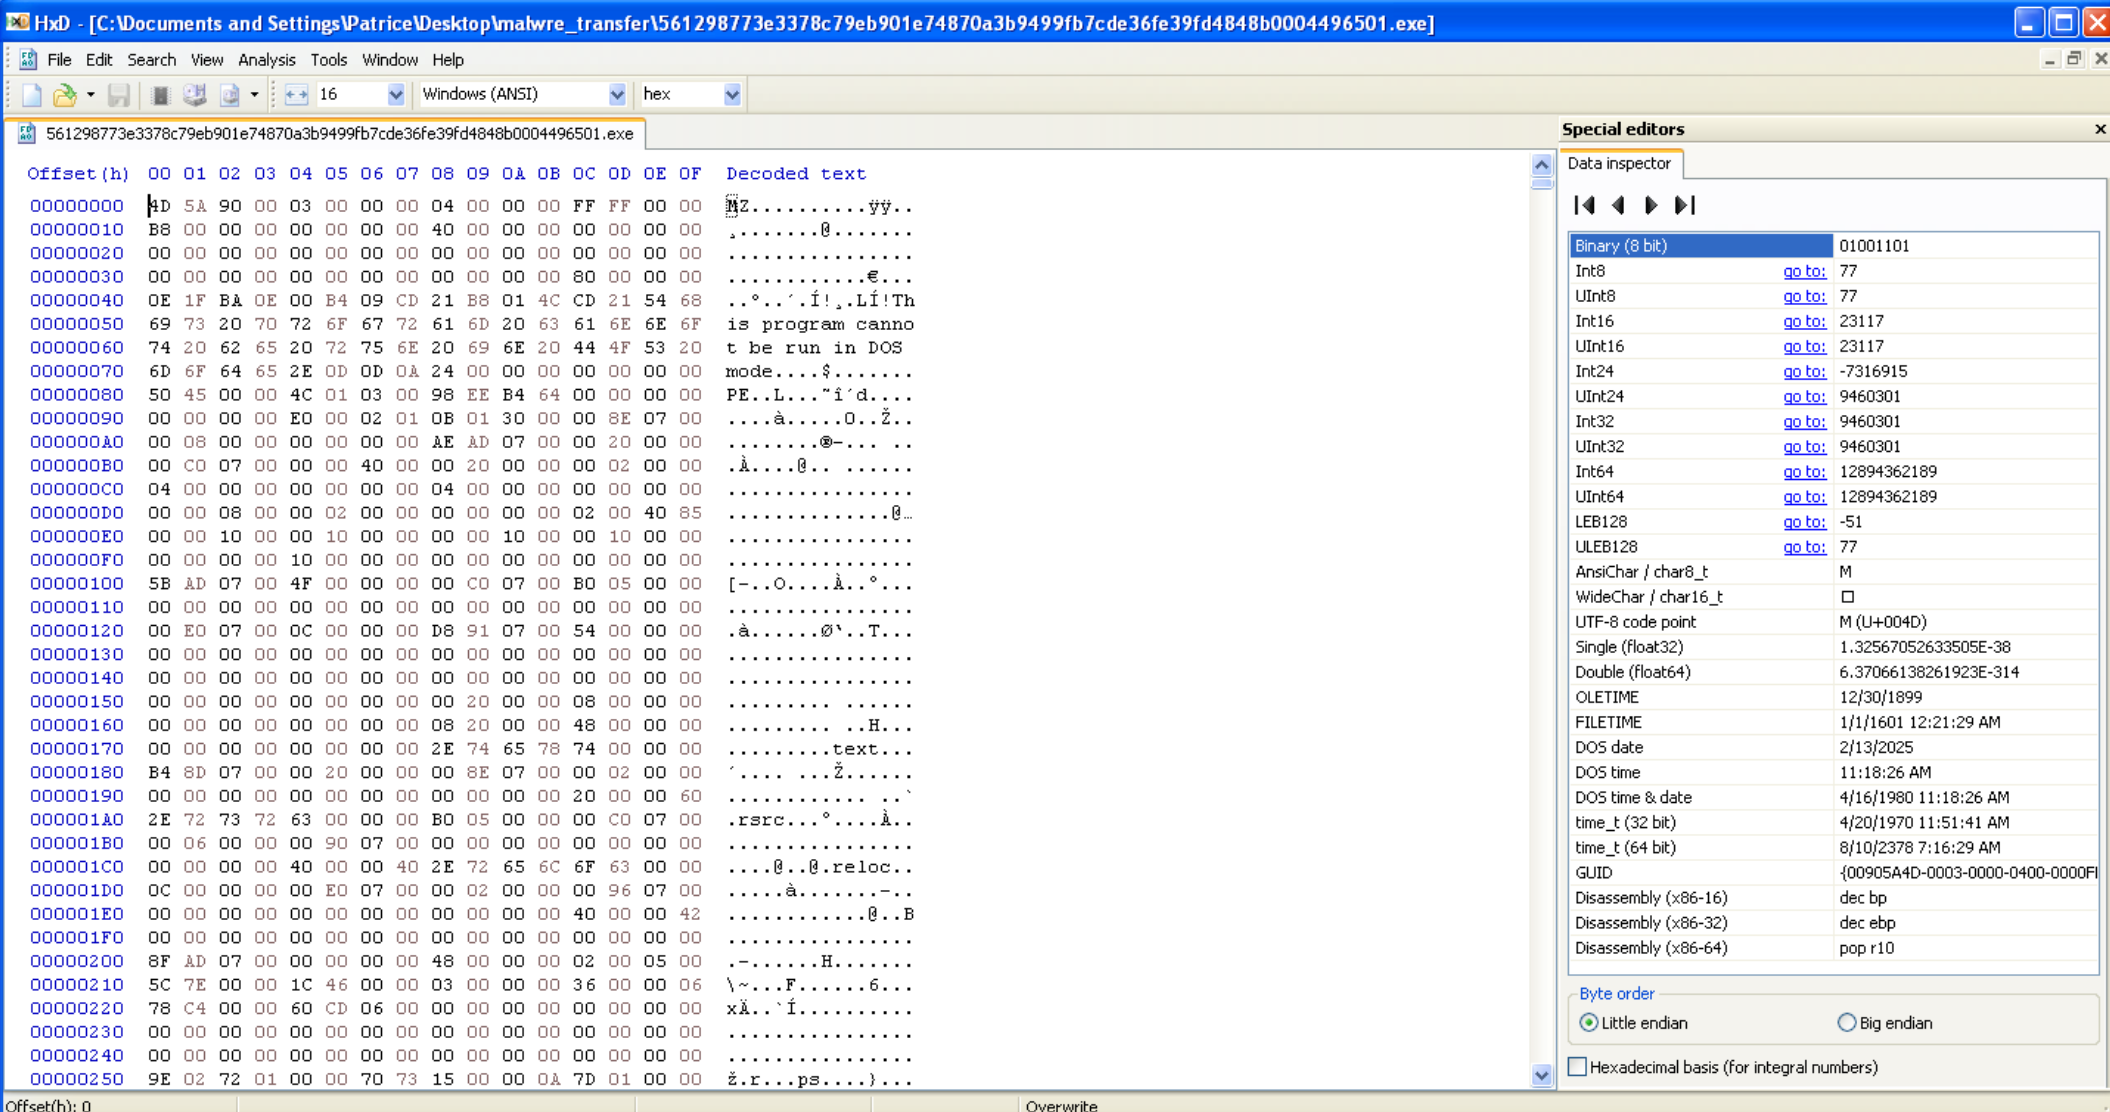 HxD - [C:\Documents and Settings\Patrice\Desktop\malwre_transfer\561298773e3378c79eb901e74870a3b9499fb7cde36fe39fd4848b0004496501.exe]
File Edit Search View Analysis Tools Window Help
16 Windows (ANSI) hex
561298773e3378c79eb901e74870a3b9499fb7cde36fe39fd4848b0004496501.exe
Offset(h) 00 01 02 03 04 05 06 07 08 09 0A 0B 0C 0D 0E 0F Decoded text
00000000 4D 5A 90 00 03 00 00 00 04 00 00 00 FF FF 00 00 MZ..........ÿÿ..
00000010 B8 00 00 00 00 00 00 00 40 00 00 00 00 00 00 00 ¸.......@.......
00000020 00 00 00 00 00 00 00 00 00 00 00 00 00 00 00 00 ................
00000030 00 00 00 00 00 00 00 00 00 00 00 00 80 00 00 00 ............€...
00000040 0E 1F BA 0E 00 B4 09 CD 21 B8 01 4C CD 21 54 68 ..º..´.Í!¸.LÍ!Th
00000050 69 73 20 70 72 6F 67 72 61 6D 20 63 61 6E 6E 6F is program canno
00000060 74 20 62 65 20 72 75 6E 20 69 6E 20 44 4F 53 20 t be run in DOS
00000070 6D 6F 64 65 2E 0D 0D 0A 24 00 00 00 00 00 00 00 mode....$.......
00000080 50 45 00 00 4C 01 03 00 98 EE B4 64 00 00 00 00 PE..L...˜î´d....
00000090 00 00 00 00 E0 00 02 01 0B 01 30 00 00 8E 07 00 ....à.....0..Ž..
000000A0 00 08 00 00 00 00 00 00 AE AD 07 00 00 20 00 00 ........®-... ..
000000B0 00 C0 07 00 00 00 40 00 00 20 00 00 00 02 00 00 .À....@.. ......
000000C0 04 00 00 00 00 00 00 00 04 00 00 00 00 00 00 00 ................
000000D0 00 00 08 00 00 02 00 00 00 00 00 00 02 00 40 85 ..............@…
000000E0 00 00 10 00 00 10 00 00 00 00 10 00 00 10 00 00 ................
000000F0 00 00 00 00 10 00 00 00 00 00 00 00 00 00 00 00 ................
00000100 5B AD 07 00 4F 00 00 00 00 C0 07 00 B0 05 00 00 [-..O....À..°...
00000110 00 00 00 00 00 00 00 00 00 00 00 00 00 00 00 00 ................
00000120 00 E0 07 00 0C 00 00 00 D8 91 07 00 54 00 00 00 .à......Ø‘..T...
00000130 00 00 00 00 00 00 00 00 00 00 00 00 00 00 00 00 ................
00000140 00 00 00 00 00 00 00 00 00 00 00 00 00 00 00 00 ................
00000150 00 00 00 00 00 00 00 00 00 20 00 00 08 00 00 00 ......... ......
00000160 00 00 00 00 00 00 00 00 08 20 00 00 48 00 00 00 ......... ..H...
00000170 00 00 00 00 00 00 00 00 2E 74 65 78 74 00 00 00 .........text...
00000180 B4 8D 07 00 00 20 00 00 00 8E 07 00 00 02 00 00 ´.... ...Ž......
00000190 00 00 00 00 00 00 00 00 00 00 00 00 20 00 00 60 ............ ..`
000001A0 2E 72 73 72 63 00 00 00 B0 05 00 00 00 C0 07 00 .rsrc...°....À..
000001B0 00 06 00 00 00 90 07 00 00 00 00 00 00 00 00 00 ................
000001C0 00 00 00 00 40 00 00 40 2E 72 65 6C 6F 63 00 00 ....@..@.reloc..
000001D0 0C 00 00 00 00 E0 07 00 00 02 00 00 00 96 07 00 .....à.......–..
000001E0 00 00 00 00 00 00 00 00 00 00 00 00 40 00 00 42 ............@..B
000001F0 00 00 00 00 00 00 00 00 00 00 00 00 00 00 00 00 ................
00000200 8F AD 07 00 00 00 00 00 48 00 00 00 02 00 05 00 .-......H.......
00000210 5C 7E 00 00 1C 46 00 00 03 00 00 00 36 00 00 06 \~...F......6...
00000220 78 C4 00 00 60 CD 06 00 00 00 00 00 00 00 00 00 xÄ..`Í..........
00000230 00 00 00 00 00 00 00 00 00 00 00 00 00 00 00 00 ................
00000240 00 00 00 00 00 00 00 00 00 00 00 00 00 00 00 00 ................
00000250 9E 02 72 01 00 00 70 73 15 00 00 0A 7D 01 00 00 ž.r...ps....}...
Special editors
Data inspector
Binary (8 bit) 01001101
Int8 go to: 77
UInt8 go to: 77
Int16 go to: 23117
UInt16 go to: 23117
Int24 go to: -7316915
UInt24 go to: 9460301
Int32 go to: 9460301
UInt32 go to: 9460301
Int64 go to: 12894362189
UInt64 go to: 12894362189
LEB128 go to: -51
ULEB128 go to: 77
AnsiChar / char8_t M
WideChar / char16_t □
UTF-8 code point M (U+004D)
Single (float32) 1.32567052633505E-38
Double (float64) 6.37066138261923E-314
OLETIME 12/30/1899
FILETIME 1/1/1601 12:21:29 AM
DOS date 2/13/2025
DOS time 11:18:26 AM
DOS time & date 4/16/1980 11:18:26 AM
time_t (32 bit) 4/20/1970 11:51:41 AM
time_t (64 bit) 8/10/2378 7:16:29 AM
GUID {00905A4D-0003-0000-0400-0000FF
Disassembly (x86-16) dec bp
Disassembly (x86-32) dec ebp
Disassembly (x86-64) pop r10
Byte order
Little endian Big endian
Hexadecimal basis (for integral numbers)
Offset(h): 0 Overwrite